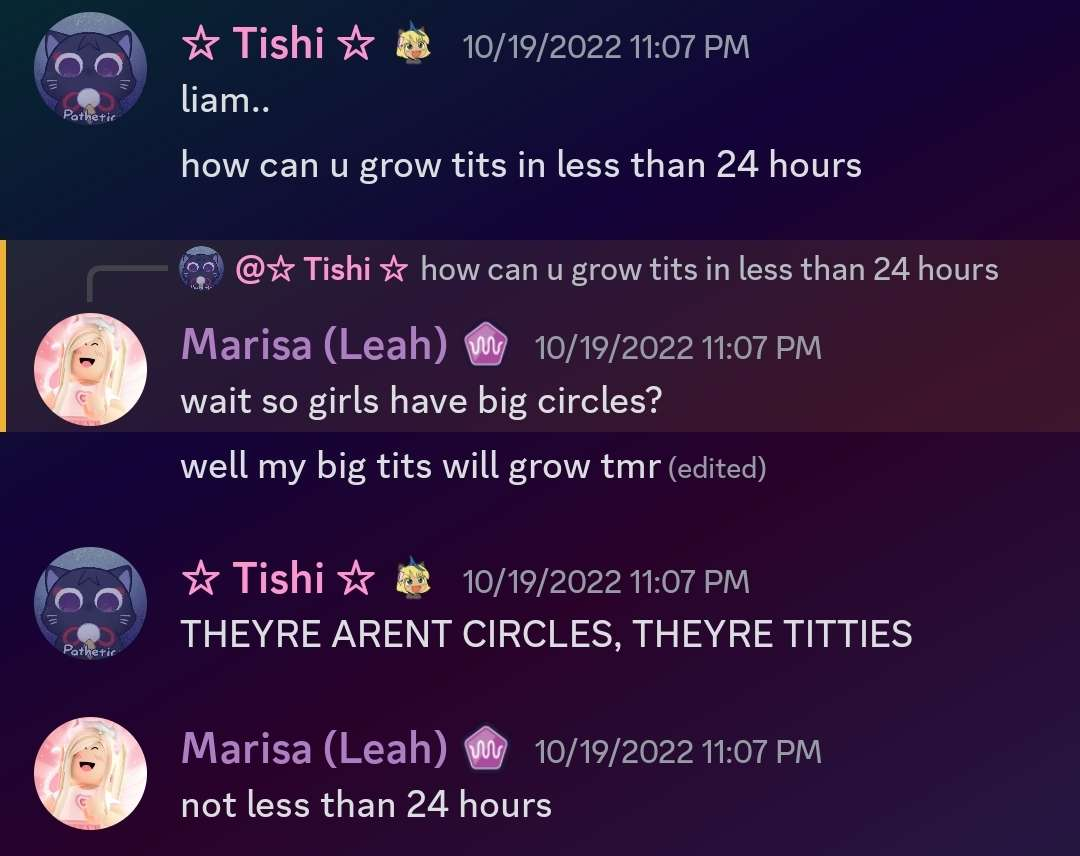 ☆ Tishi ☆ 10/19/2022 11:07 PM
Pathetic
liam..
how can u grow tits in less than 24 hours
@☆ Tishi ☆ how can u grow tits in less than 24 hours
Marisa (Leah) 10/19/2022 11:07 PM
wait so girls have big circles?
well my big tits will grow tmr (edited)
☆ Tishi ☆ 10/19/2022 11:07 PM
Pathetic
THEYRE ARENT CIRCLES, THEYRE TITTIES
Marisa (Leah) 10/19/2022 11:07 PM
not less than 24 hours